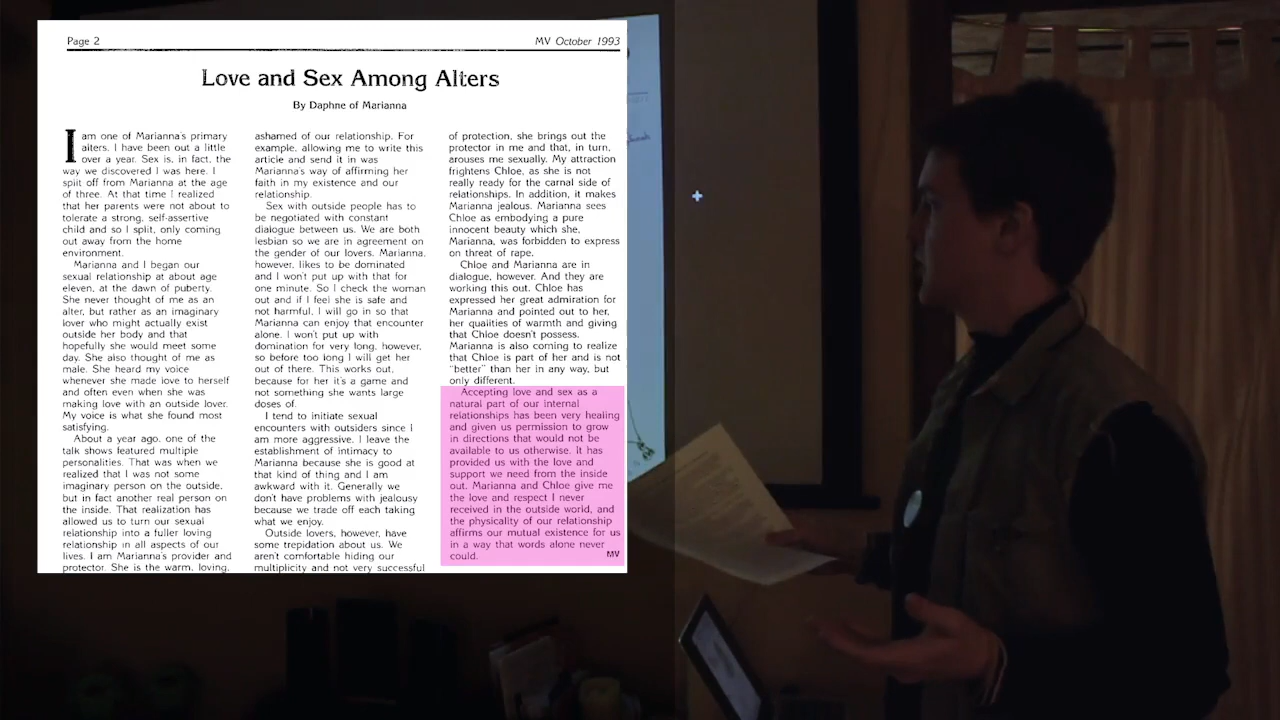 Page 2
MV October 1993
Love and Sex Among Alters
By Daphne of Marianna
I am one of Marianna's primary
alters. I have been out a little
over a year. Sex is, in fact, the
way we discovered I was here. I
split off from Marianna at the age
of three. At that time I realized
that her parents were not about to
tolerate a strong, self-assertive
child and so I split, only coming
out away from the home
environment.
Marianna and I began our
sexual relationship at about age
eleven, at the dawn of puberty.
She never thought of me as an
alter, but rather as an imaginary
lover who might actually exist
outside her body and that
hopefully she would meet some
day. She also thought of me as
male. She heard my voice
whenever she made love to herself
and often even when she was
making love with an outside lover.
My voice is what she found most
satisfying.
About a year ago, one of the
talk shows featured multiple
personalities. That was when we
realized that I was not some
imaginary person on the outside,
but in fact another real person on
the inside. That realization has
allowed us to turn our sexual
relationship into a fuller loving
relationship in all aspects of our
lives. I am Marianna's provider and
protector. She is the warm, loving,
ashamed of our relationship. For
example, allowing me to write this
article and send it in was
Marianna's way of affirming her
faith in my existence and our
relationship.
Sex with outside people has to
be negotiated with constant
dialogue between us. We are both
lesbian so we are in agreement on
the gender of our lovers. Marianna,
however, likes to be dominated
and I won't put up with that for
one minute. So I check the woman
out and if I feel she is safe and
not harmful, I will go in so that
Marianna can enjoy that encounter
alone. I won't put up with
domination for very long, however,
so before too long I will get her
out of there. This works out,
because for her it's a game and
not something she wants large
doses of.
I tend to initiate sexual
encounters with outsiders since I
am more aggressive. I leave the
establishment of intimacy to
Marianna because she is good at
that kind of thing and I am
awkward with it. Generally we
don't have problems with jealousy
because we trade off each taking
what we enjoy.
Outside lovers, however, have
some trepidation about us. We
aren't comfortable hiding our
multiplicity and not very successful
of protection, she brings out the
protector in me and that, in turn,
arouses me sexually. My attraction
frightens Chloe, as she is not
really ready for the carnal side of
relationships. In addition, it makes
Marianna jealous. Marianna sees
Chloe as embodying a pure
innocent beauty which she,
Marianna, was forbidden to express
on threat of rape.
Chloe and Marianna are in
dialogue, however. And they are
working this out. Chloe has
expressed her great admiration for
Marianna and pointed out to her,
her qualities of warmth and giving
that Chloe doesn't possess.
Marianna is also coming to realize
that Chloe is part of her and is not
"better" than her in any way, but
only different.
Accepting love and sex as a
natural part of our internal
relationships has been very healing
and given us permission to grow
in directions that would not be
available to us otherwise. It has
provided us with the love and
support we need from the inside
out. Marianna and Chloe give me
the love and respect I never
received in the outside world, and
the physicality of our relationship
affirms our mutual existence for us
in a way that words alone never
could.
MV